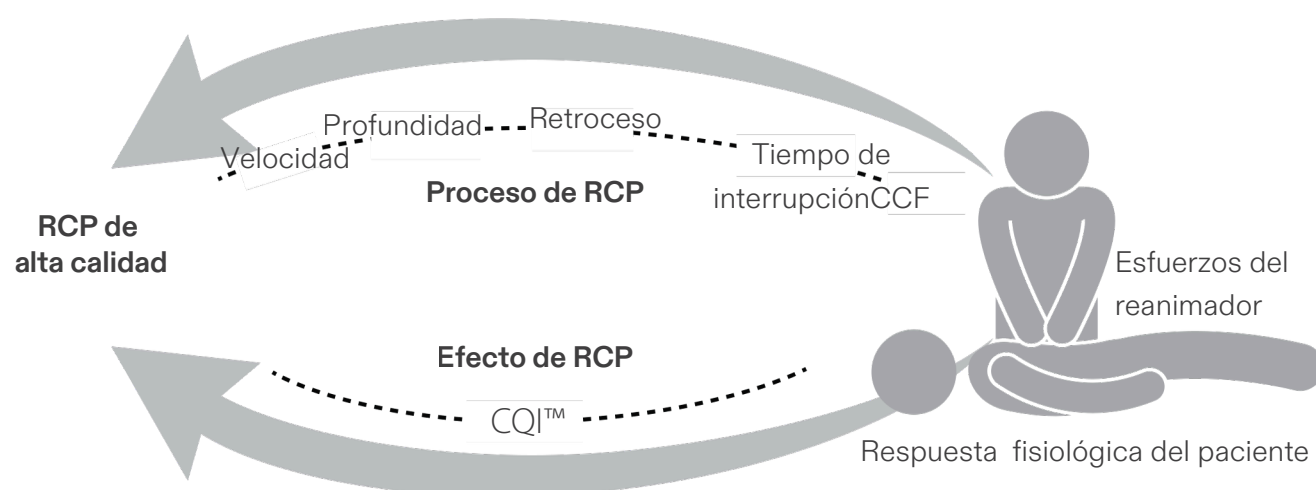 Profundidad
Retroceso
Velocidad
Tiempo de
interrupciónCCF
Proceso de RCP
RCP de
alta calidad
Esfuerzos del
reanimador
Efecto de RCP
CQI™
Respuesta fisiológica del paciente